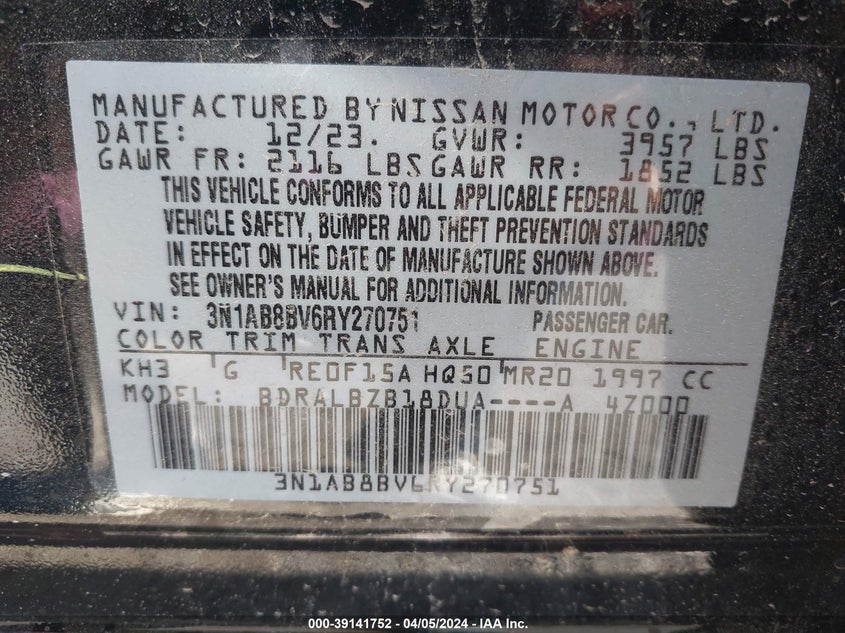 MANUFACTURED BY NISSAN MOTOR CO., LTD.
DATE: 12/23. GVWR: 3957 LBS
GAWR FR: 2116 LBS GAWR RR: 1852 LBS
THIS VEHICLE CONFORMS TO ALL APPLICABLE FEDERAL MOTOR
VEHICLE SAFETY, BUMPER AND THEFT PREVENTION STANDARDS
IN EFFECT ON THE DATE OF MANUFACTURE SHOWN ABOVE.
SEE OWNER'S MANUAL FOR ADDITIONAL INFORMATION.
VIN: 3N1AB8BV6RY270751 PASSENGER CAR.
COLOR TRIM TRANS AXLE ENGINE
KH3 G RE0F15A HQ50 MR20 1997 CC
MODEL: BDRALBZB18DUA----A 4Z000
3N1AB8BV6RY270751
000-39141752 - 04/05/2024 - IAA Inc.